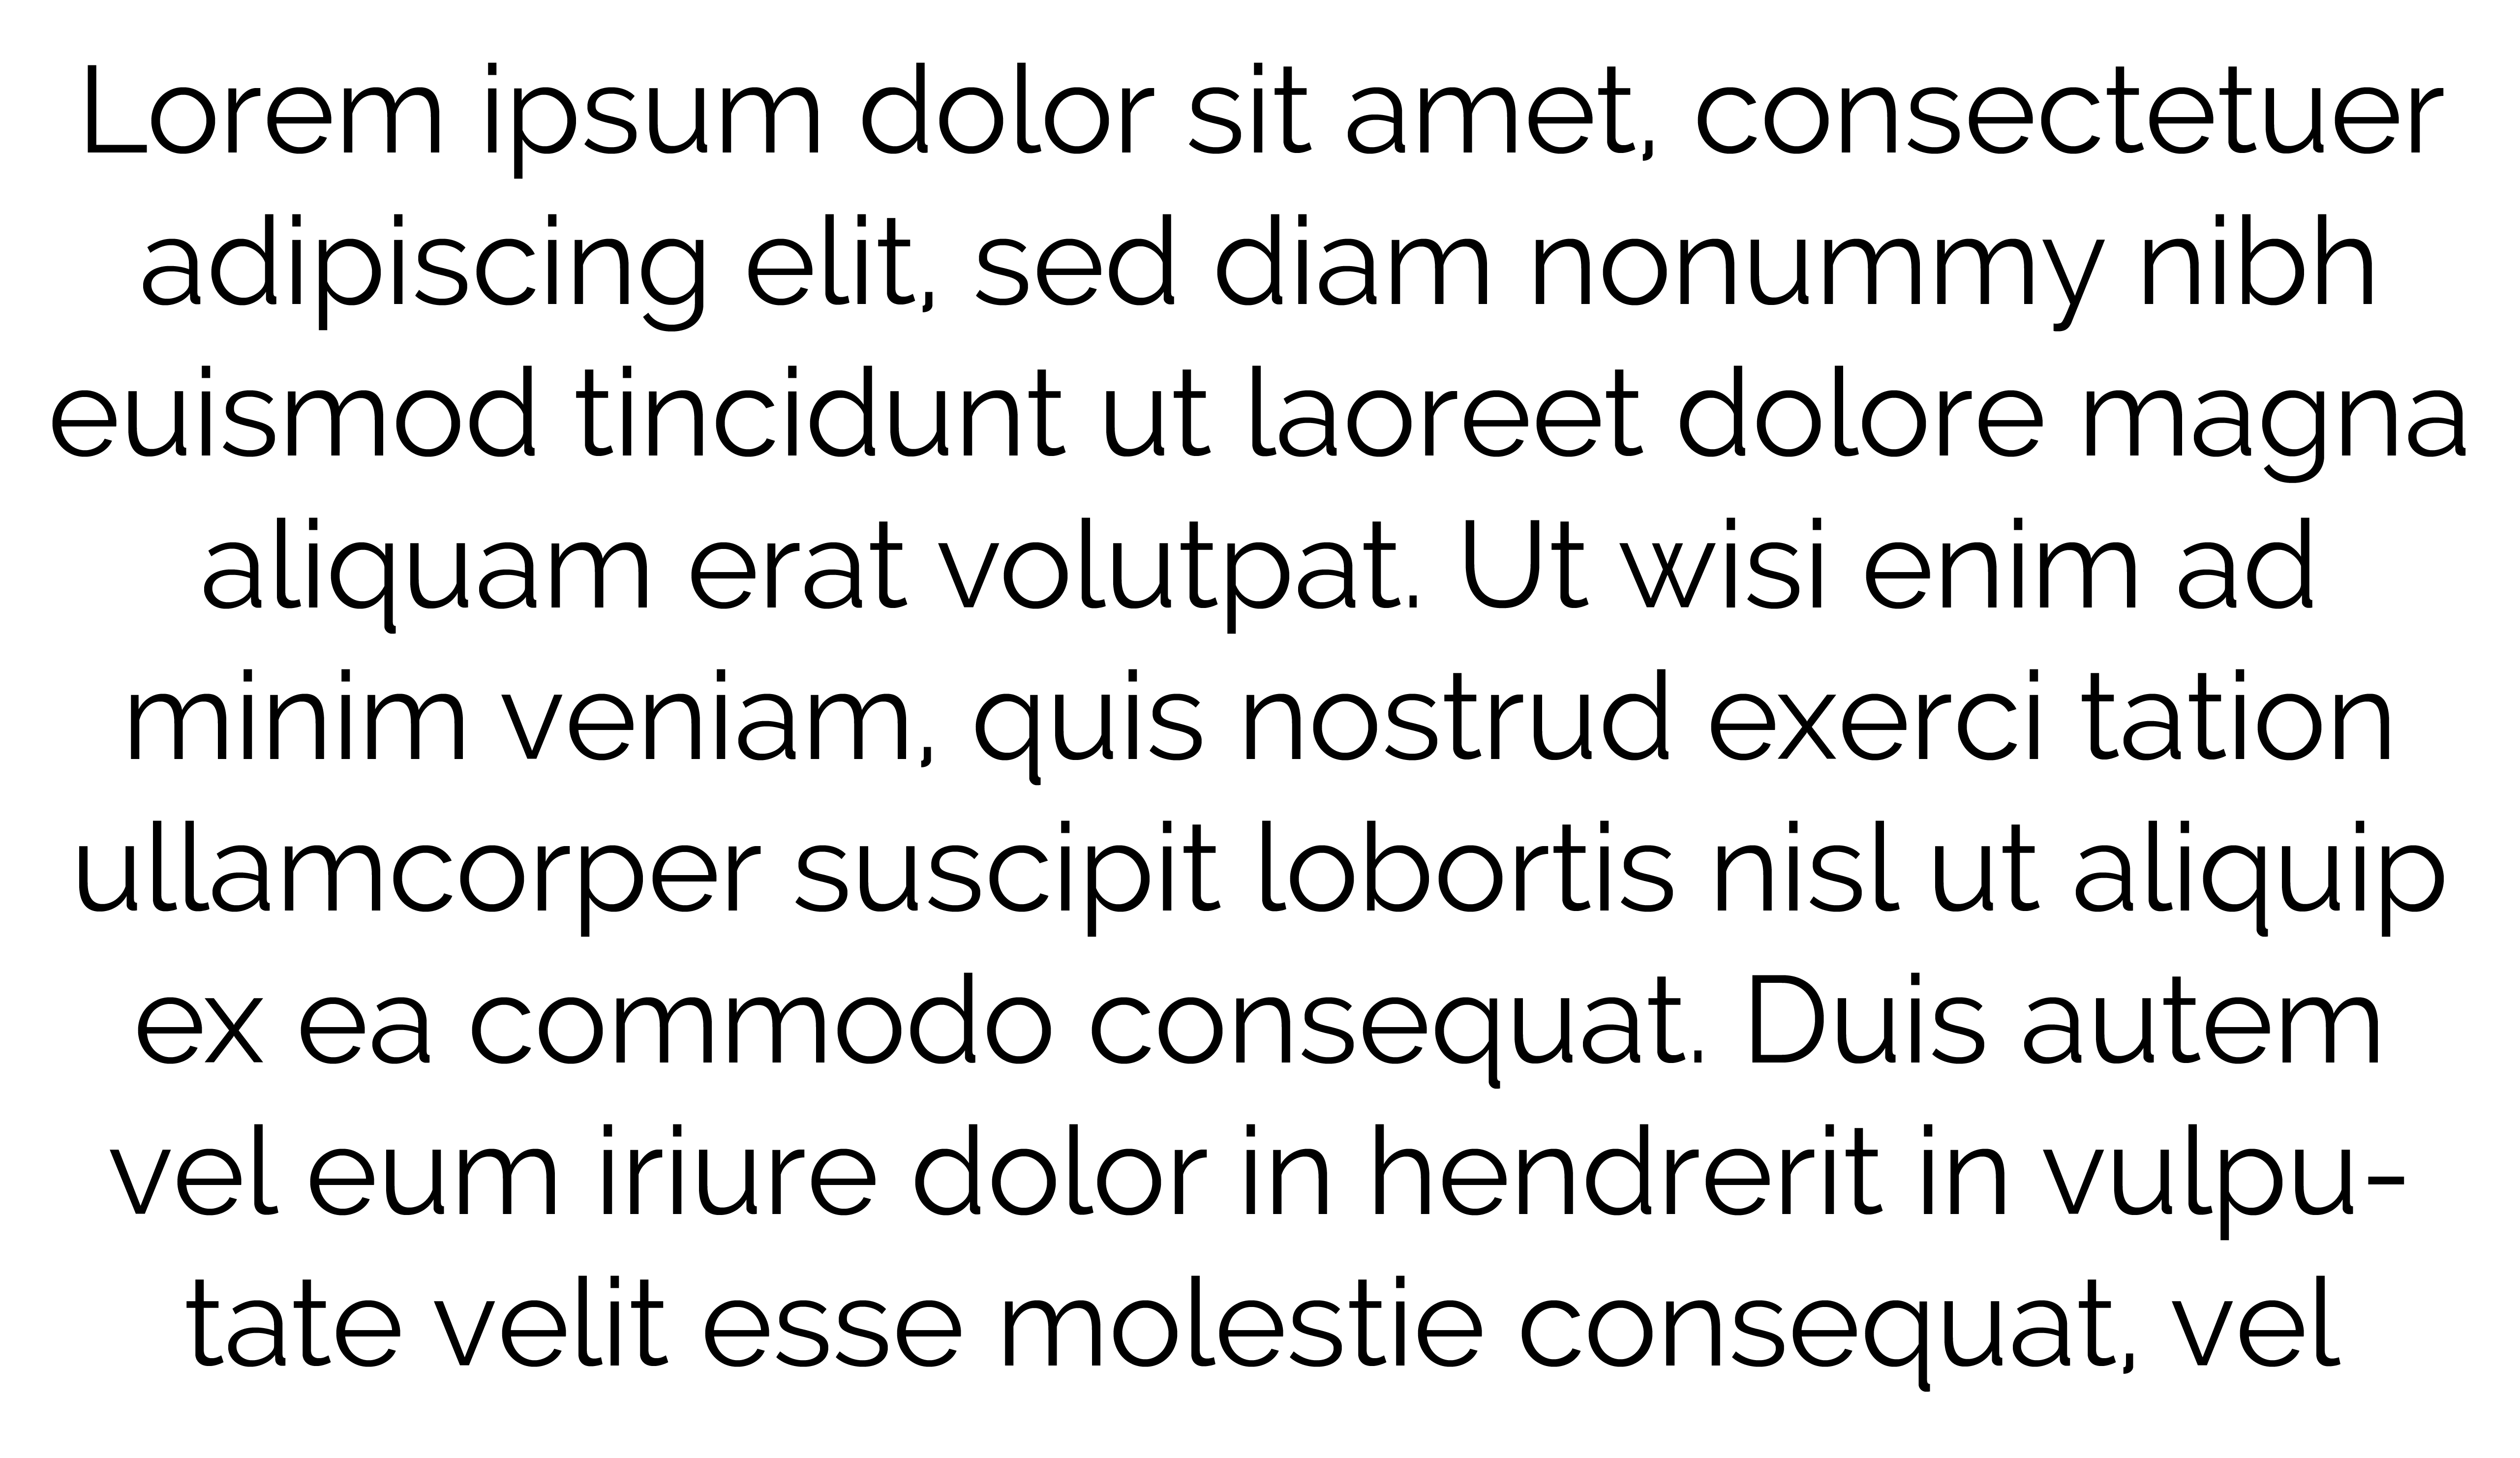 Lorem ipsum dolor sit amet, consectetuer
adipiscing elit, sed diam nonummy nibh
euismod tincidunt ut laoreet dolore magna
aliquam erat volutpat. Ut wisi enim ad
minim veniam, quis nostrud exerci tation
ullamcorper suscipit lobortis nisl ut aliquip
ex ea commodo consequat. Duis autem
vel eum iriure dolor in hendrerit in vulpu-
tate velit esse molestie consequat, vel